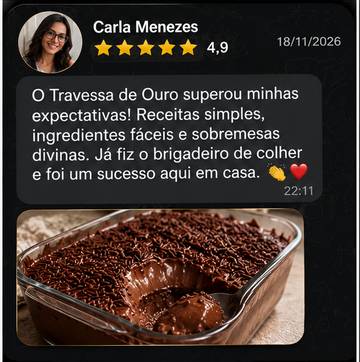 Carla Menezes
4,9
18/11/2026
O Travessa de Ouro superou minhas
expectativas! Receitas simples,
ingredientes fáceis e sobremesas
divinas. Já fiz o brigadeiro de colher
e foi um sucesso aqui em casa. 👏❤️
22:11